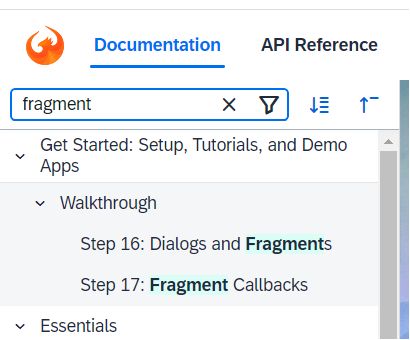 Documentation
API Reference
fragment
Get Started: Setup, Tutorials, and Demo
Apps
Walkthrough
Step 16: Dialogs and Fragments
Step 17: Fragment Callbacks
Essentials